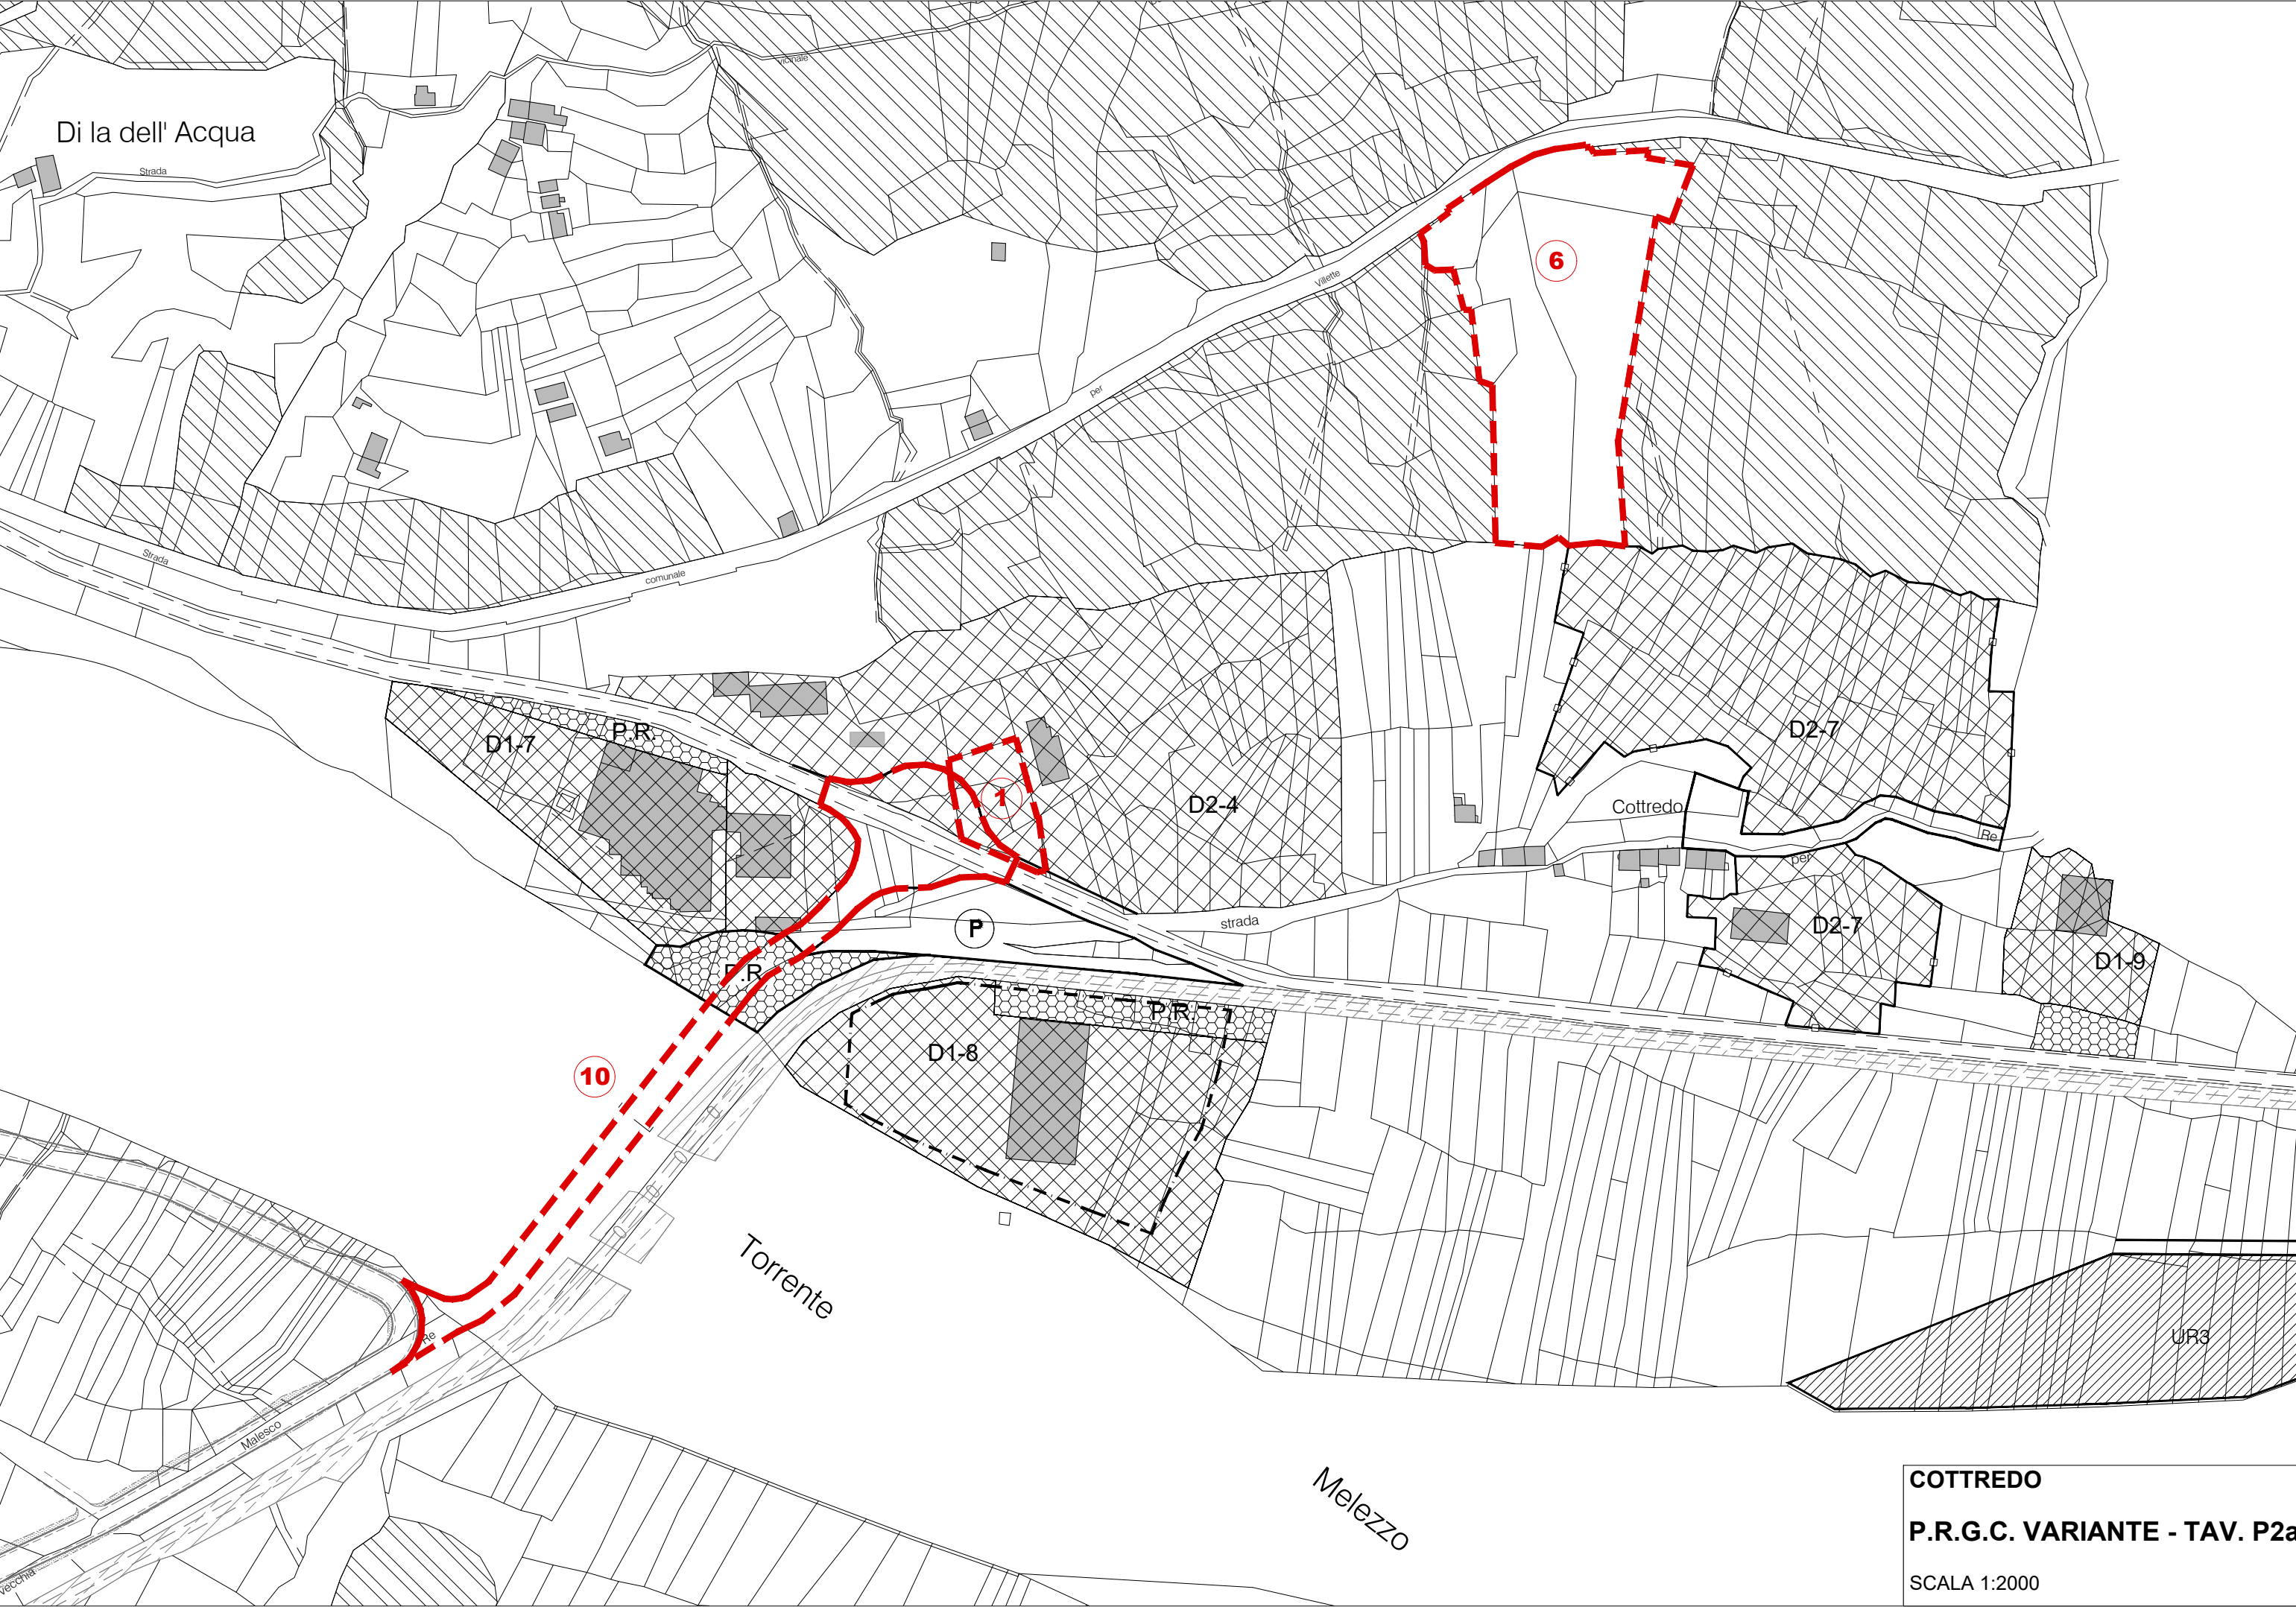 vicinale
Di la dell' Acqua
Strada
6
Villette
per
Strada
comunale
P.R.
D1-7
D2-7
1
D2-4
Cottredo
Re
per
strada
P
D2-7
D1-9
P.R.
P.R.
D1-8
10
Torrente
Re
UR3
Malesco
Melezzo
vecchia
COTTREDO
P.R.G.C. VARIANTE - TAV. P2a
SCALA 1:2000